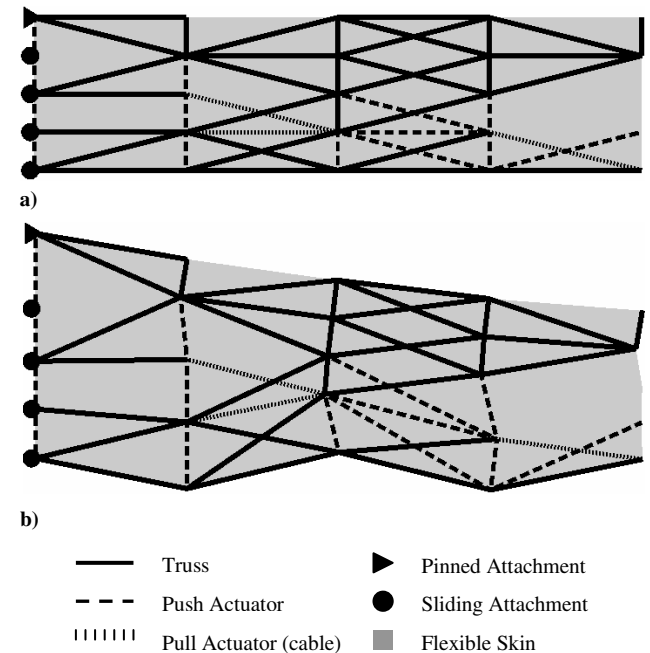 a)
b)
Truss
Pinned Attachment
Push Actuator
Sliding Attachment
Pull Actuator (cable)
Flexible Skin